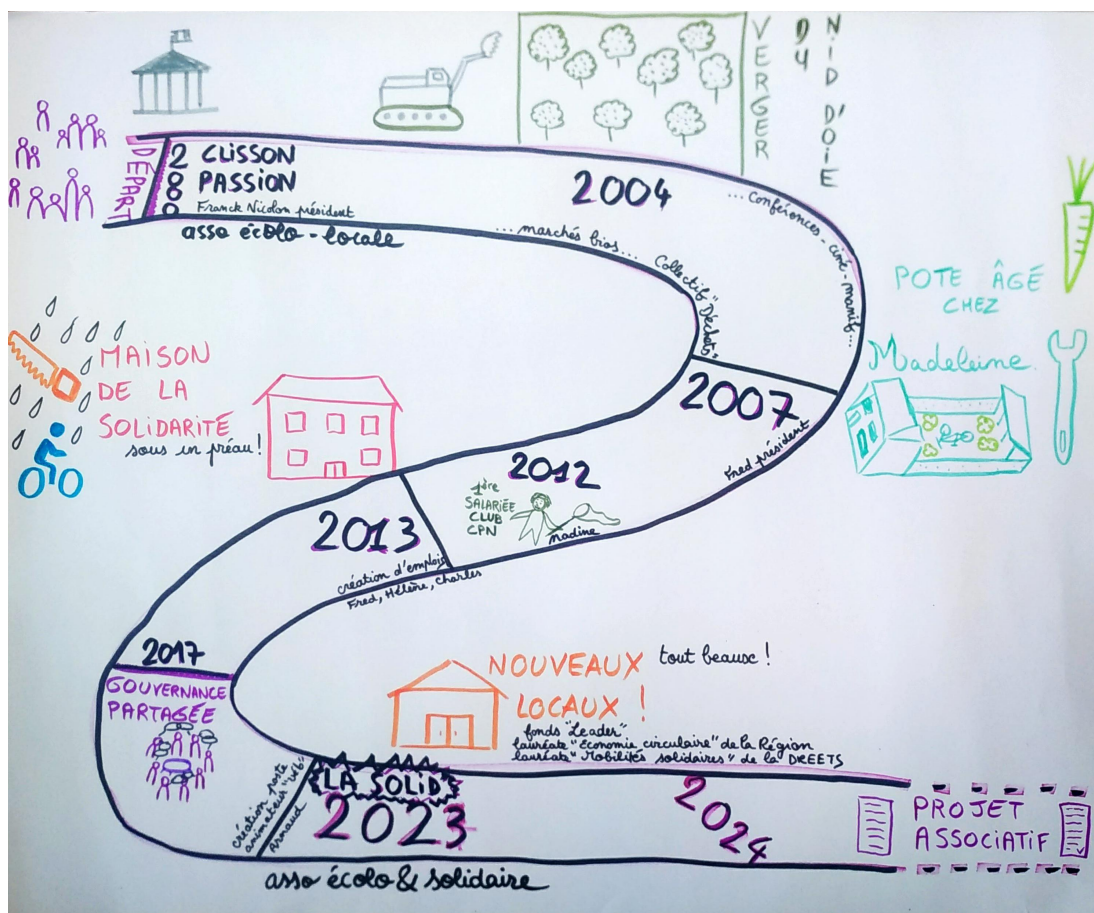 VERGER
DU
NID D'OIE
DÉPART
2000
CLISSON
PASSION
Franck Nicolon président
asso écolo-locale
2004
... marchés bios...
Collectif "Déchets"
... Conférences - ciné - manif...
POTE ÂGÉ
CHEZ
Madeleine
2007
Fred président
MAISON
DE LA
SOLIDARITÉ
sous un préau !
2012
1ère
SALARIÉE
CLUB
CPN
nadine
2013
création d'emplois
Fred, Hélène, Charles
2017
GOUVERNANCE
PARTAGÉE
NOUVEAUX tout beaux !
LOCAUX !
fonds "Leader"
lauréate "Économie circulaire" de la Région
lauréate "Mobilités solidaires" de la DREETS
création poste
animateur "web"
Arnaud
LA SOLID'
2023
2024
PROJET
ASSOCIATIF
asso écolo & solidaire